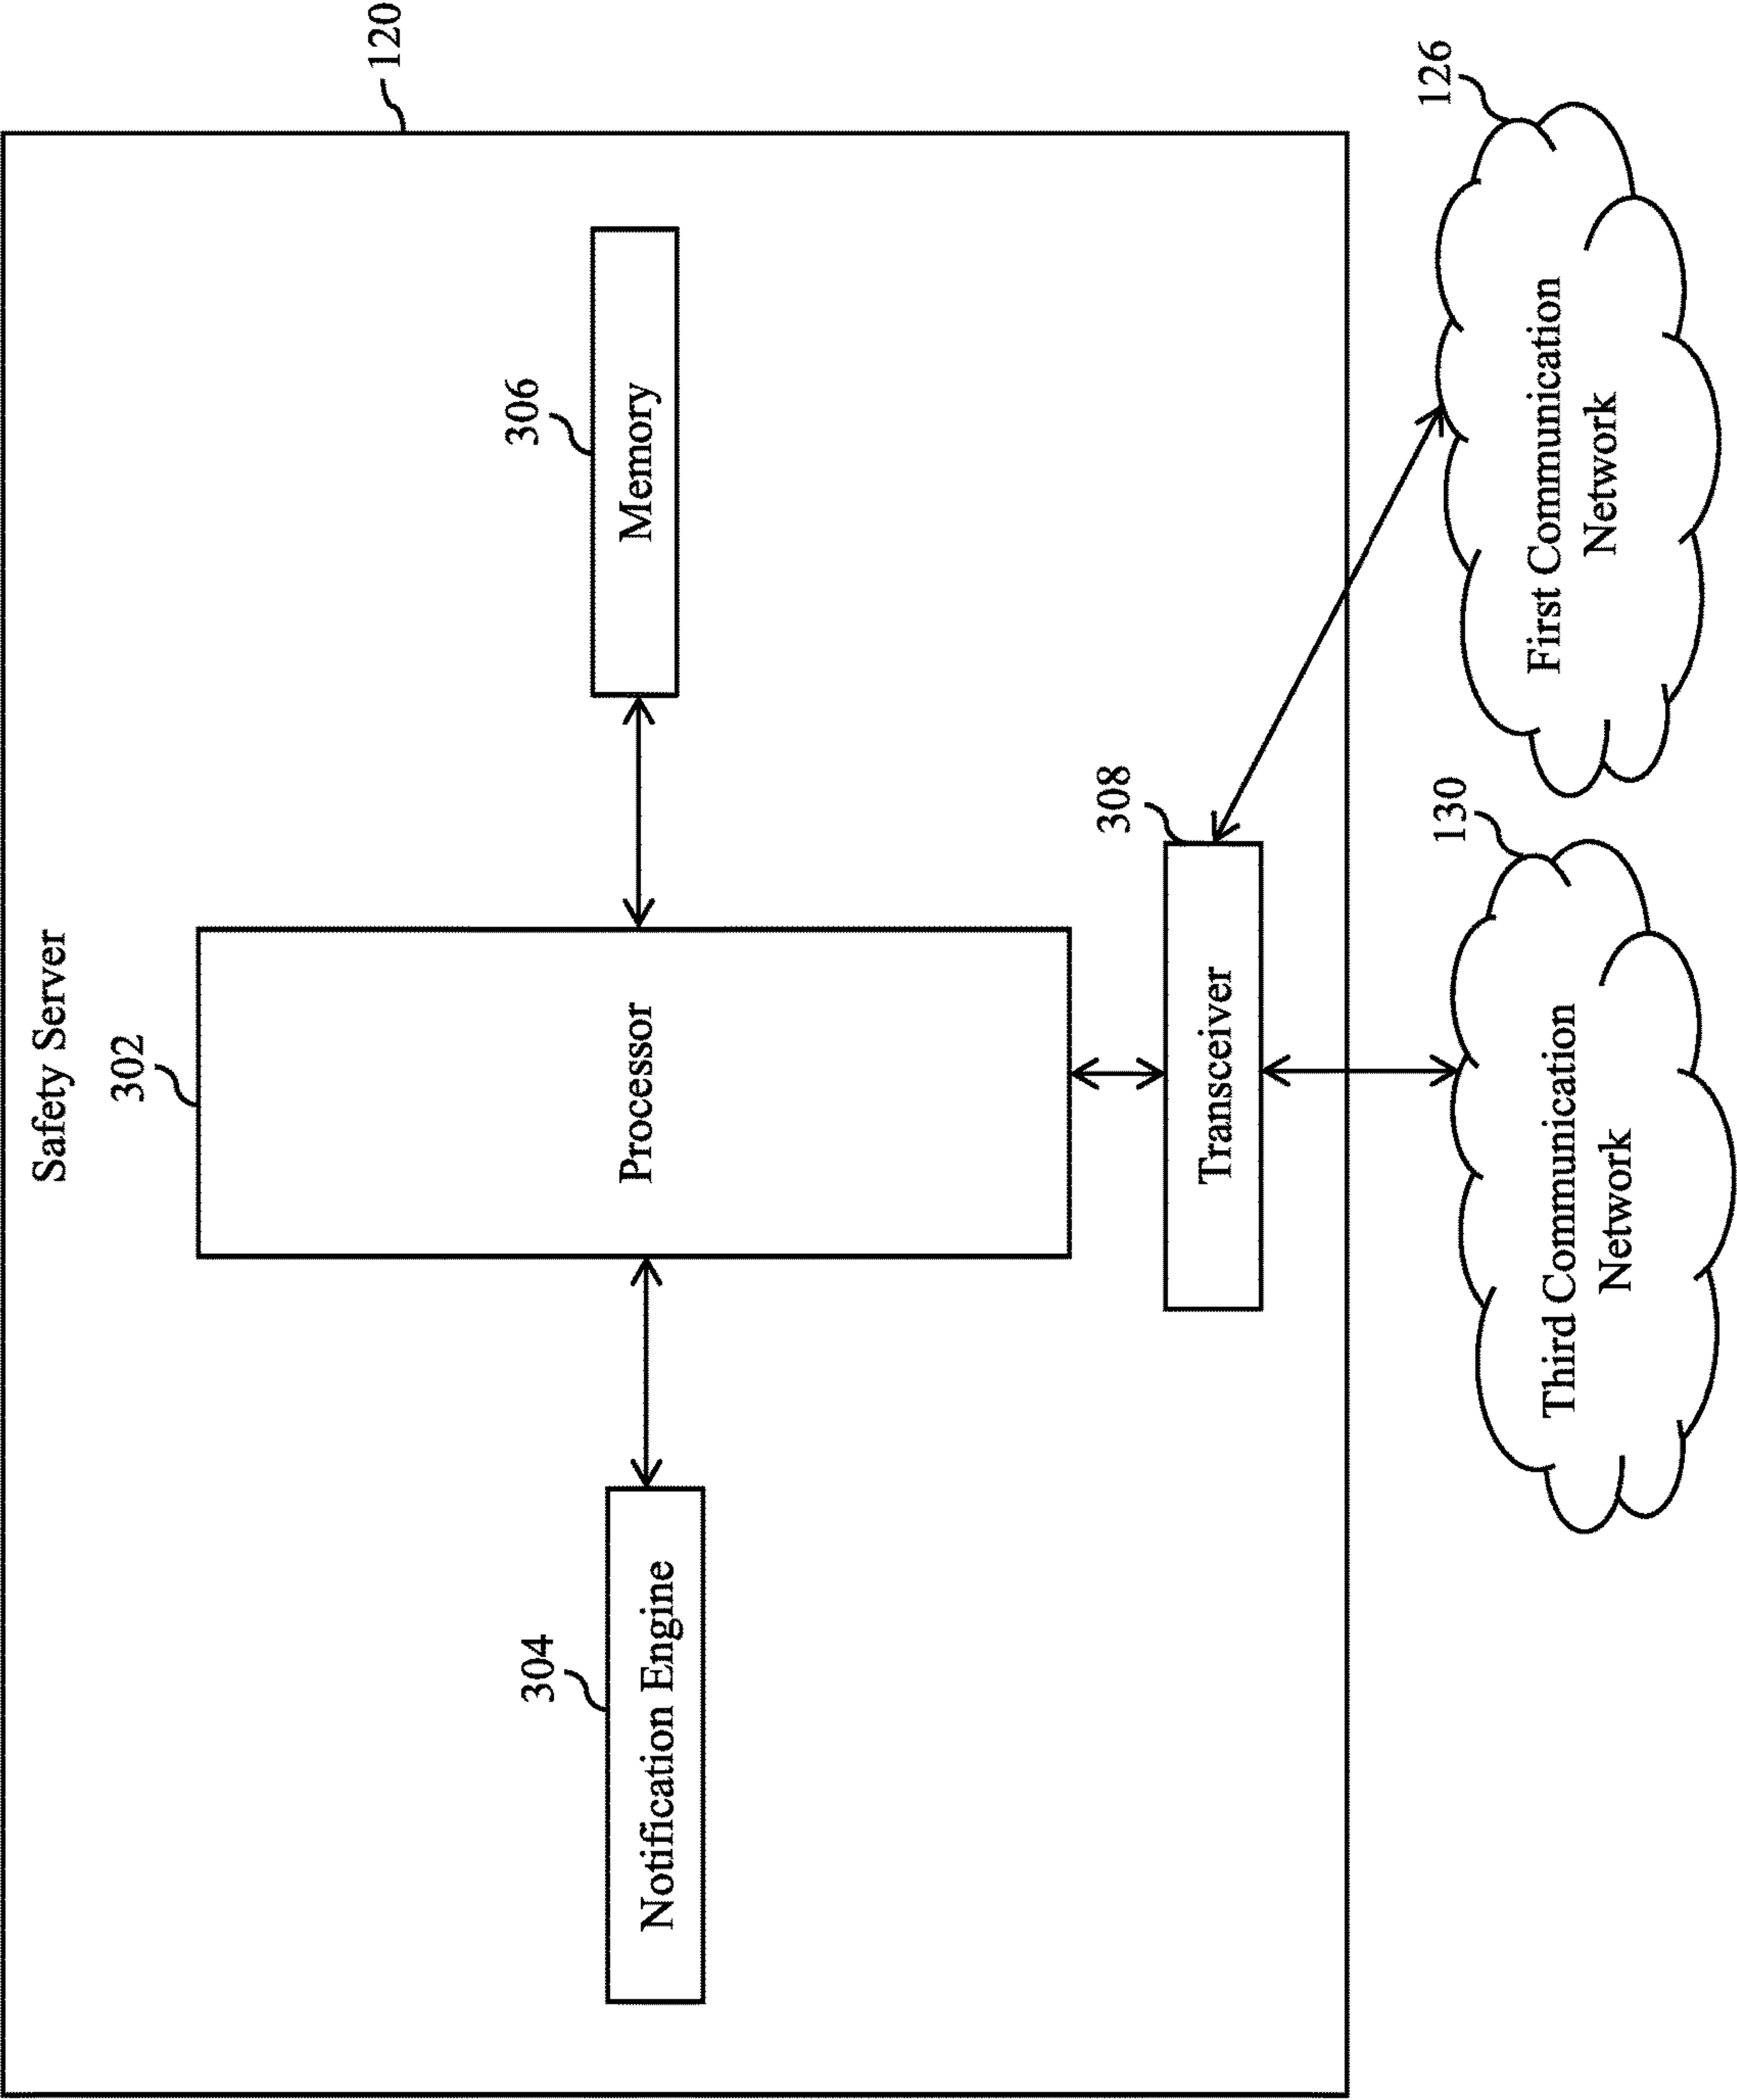 Safety Server
120
302
Processor
304
Notification Engine
306
Memory
308
Transceiver
130
Third Communication
Network
126
First Communication
Network